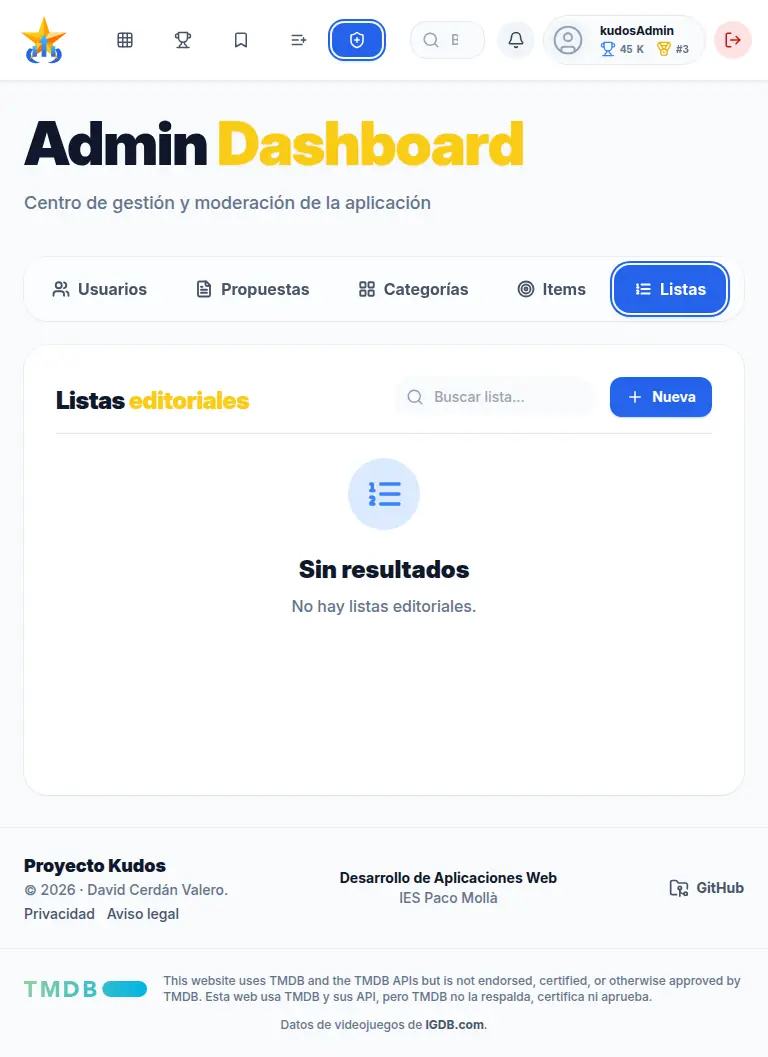 B
kudosAdmin
45 K #3
Admin Dashboard
Centro de gestión y moderación de la aplicación
Usuarios Propuestas Categorías Items Listas
Listas editoriales Buscar lista... Nueva
Sin resultados
No hay listas editoriales.
Proyecto Kudos
© 2026 · David Cerdán Valero.
Privacidad Aviso legal
Desarrollo de Aplicaciones Web
IES Paco Mollà
GitHub
TMDB
This website uses TMDB and the TMDB APIs but is not endorsed, certified, or otherwise approved by
TMDB. Esta web usa TMDB y sus API, pero TMDB no la respalda, certifica ni aprueba.
Datos de videojuegos de IGDB.com.